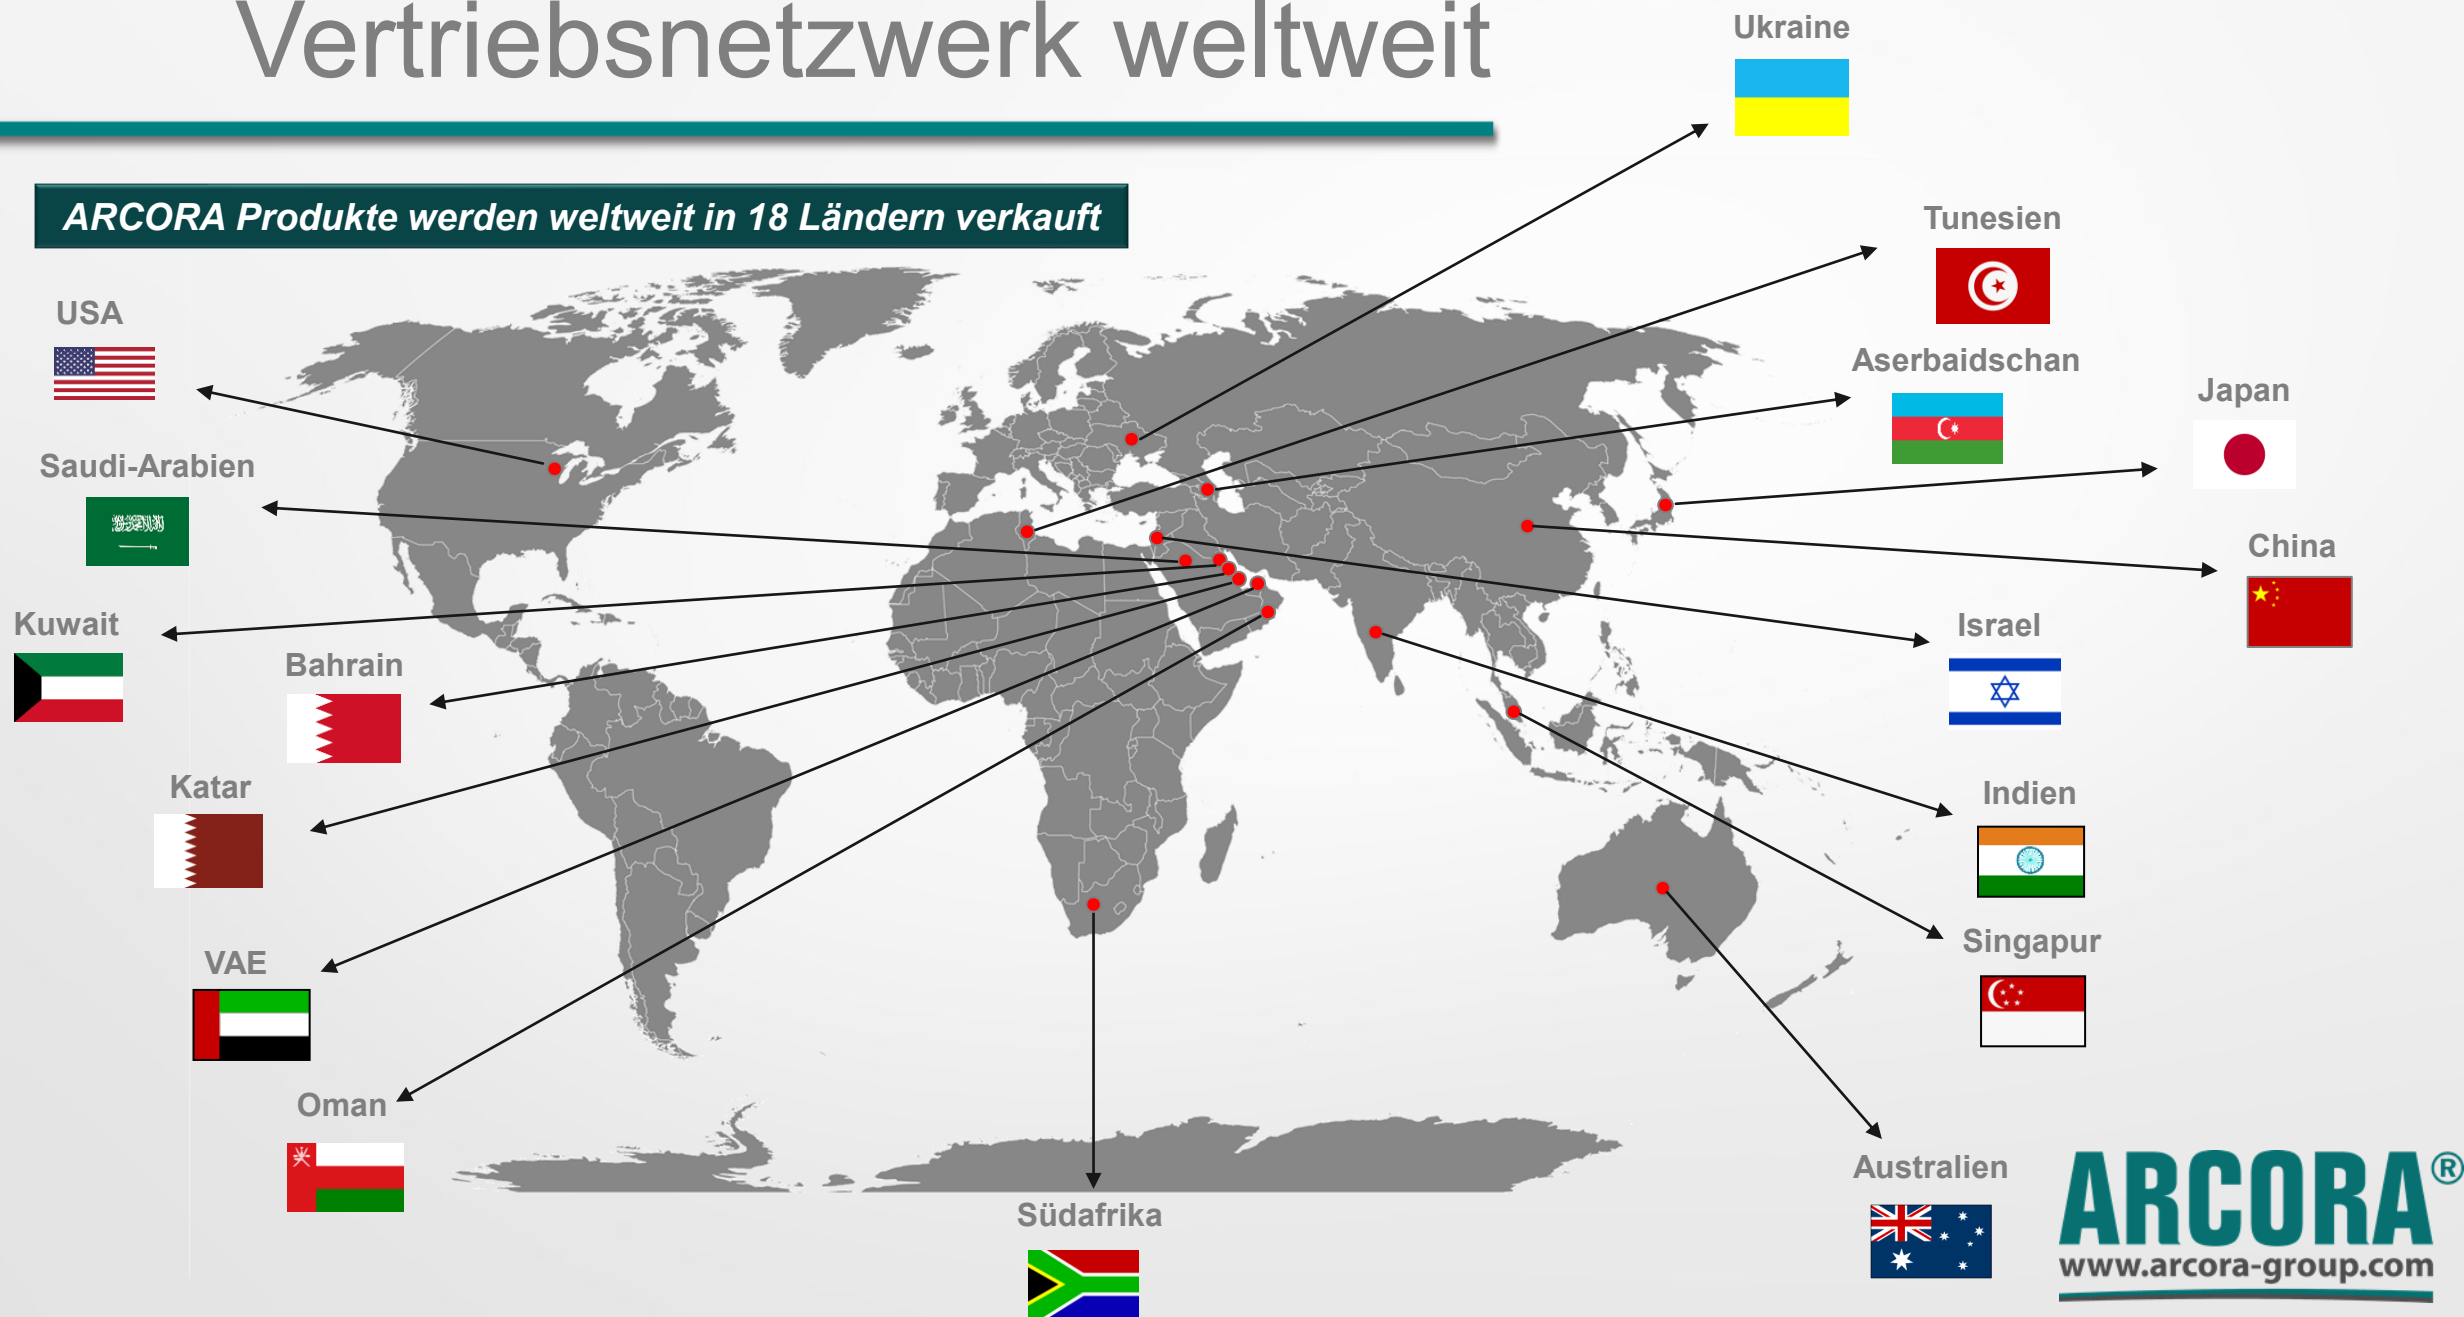 Vertriebsnetzwerk weltweit
ARCORA Produkte werden weltweit in 18 Ländern verkauft
Ukraine
Tunesien
Aserbaidschan
Japan
China
Israel
Indien
Singapur
Australien
USA
Saudi-Arabien
Kuwait
Bahrain
Katar
VAE
Oman
Südafrika
ARCORA®
www.arcora-group.com